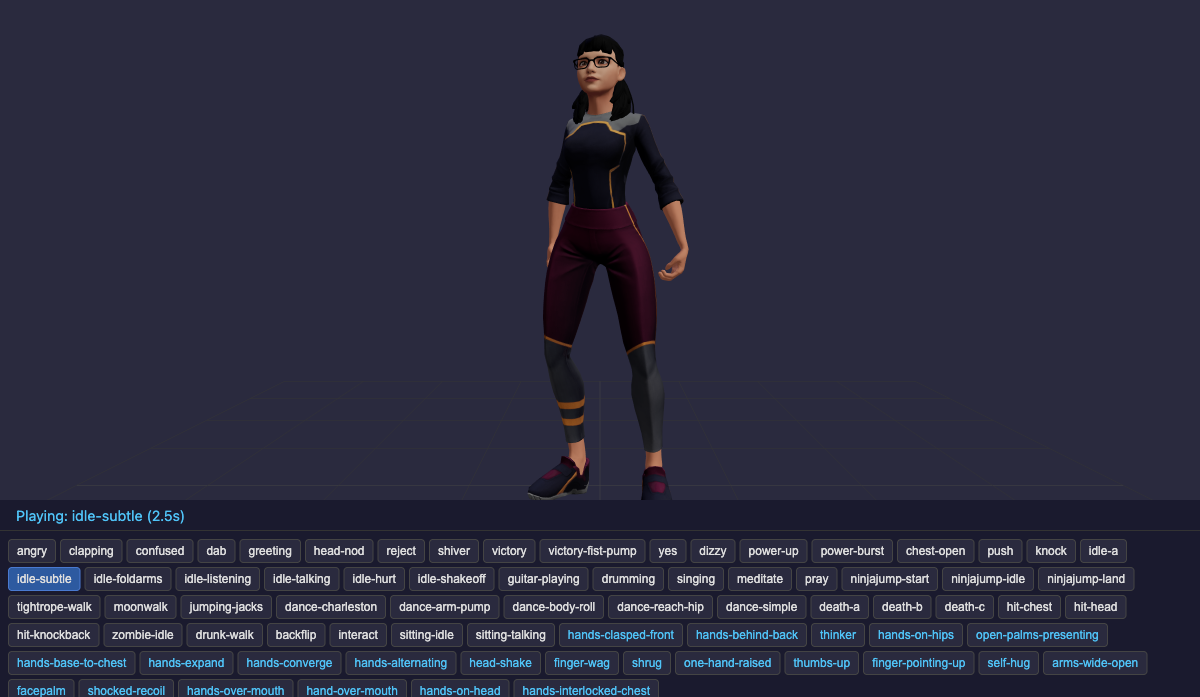 Playing: idle-subtle (2.5s)
angry clapping confused dab greeting head-nod reject shiver victory victory-fist-pump yes dizzy power-up power-burst chest-open push knock idle-a
idle-subtle idle-foldarms idle-listening idle-talking idle-hurt idle-shakeoff guitar-playing drumming singing meditate pray ninjajump-start ninjajump-idle ninjajump-land
tightrope-walk moonwalk jumping-jacks dance-charleston dance-arm-pump dance-body-roll dance-reach-hip dance-simple death-a death-b death-c hit-chest hit-head
hit-knockback zombie-idle drunk-walk backflip interact sitting-idle sitting-talking hands-clasped-front hands-behind-back thinker hands-on-hips open-palms-presenting
hands-base-to-chest hands-expand hands-converge hands-alternating head-shake finger-wag shrug one-hand-raised thumbs-up finger-pointing-up self-hug arms-wide-open
facepalm shocked-recoil hands-over-mouth hand-over-mouth hands-on-head hands-interlocked-chest